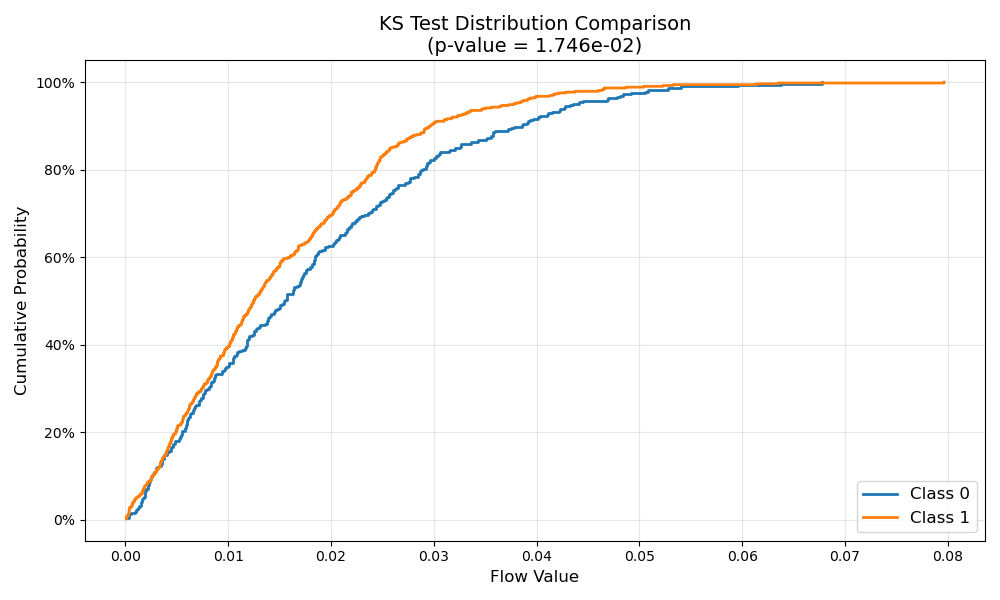 KS Test Distribution Comparison
(p-value = 1.746e-02)
Cumulative Probability
100%
80%
60%
40%
20%
0%
Class 0
Class 1
0.00 0.01 0.02 0.03 0.04 0.05 0.06 0.07 0.08
Flow Value